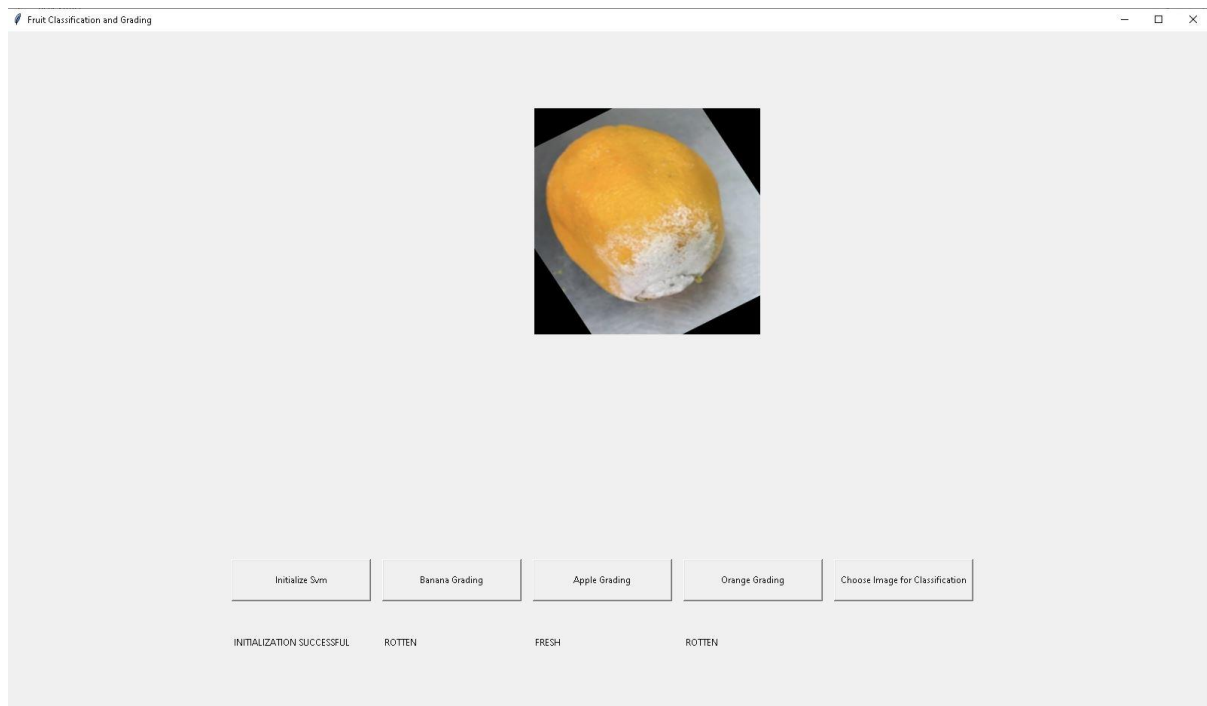 Fruit Classification and Grading
Initialize Svm
Banana Grading
Apple Grading
Orange Grading
Choose Image for Classification
INITIALIZATION SUCCESSFUL
ROTTEN
FRESH
ROTTEN